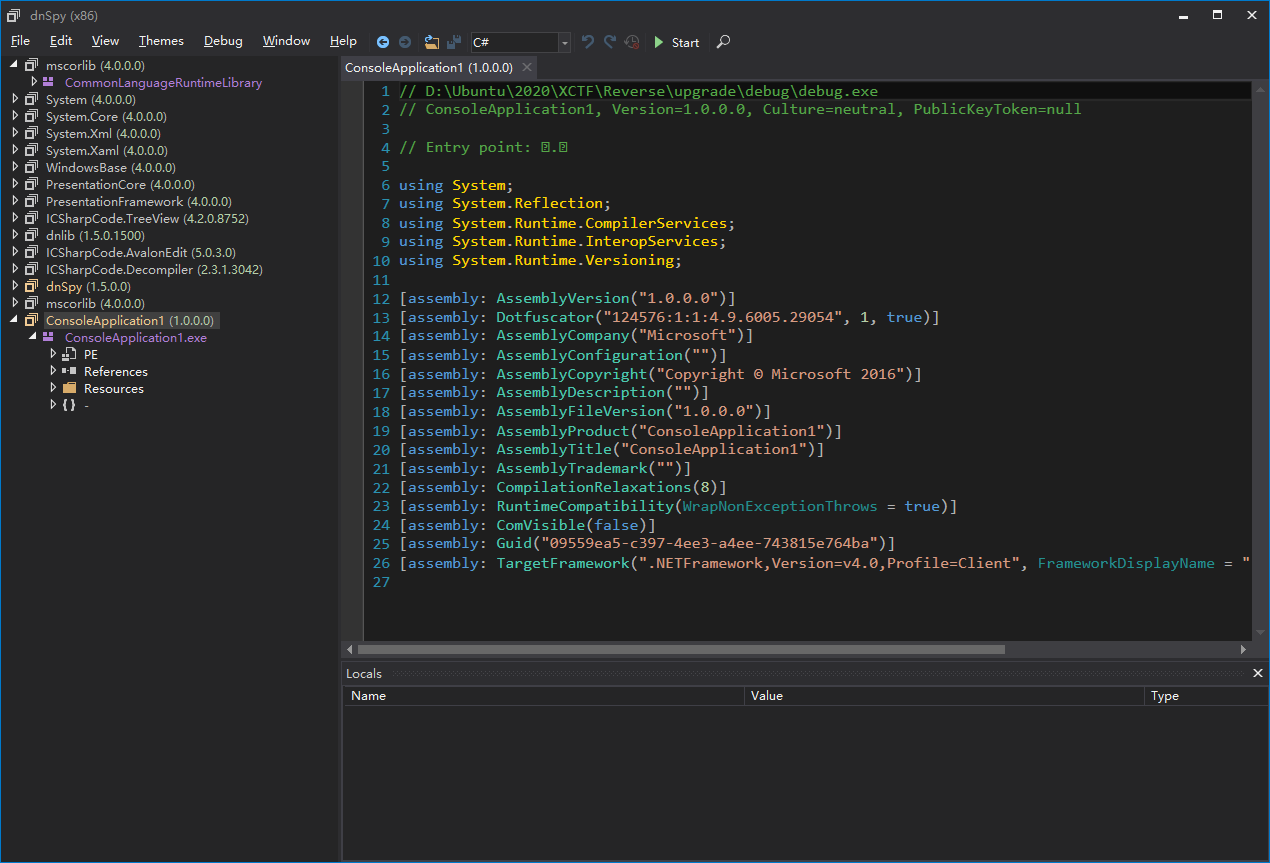 dnSpy (x86)
File Edit View Themes Debug Window Help C# Start
mscorlib (4.0.0.0)
CommonLanguageRuntimeLibrary
System (4.0.0.0)
System.Core (4.0.0.0)
System.Xml (4.0.0.0)
System.Xaml (4.0.0.0)
WindowsBase (4.0.0.0)
PresentationCore (4.0.0.0)
PresentationFramework (4.0.0.0)
ICSharpCode.TreeView (4.2.0.8752)
dnlib (1.5.0.1500)
ICSharpCode.AvalonEdit (5.0.3.0)
ICSharpCode.Decompiler (2.3.1.3042)
dnSpy (1.5.0.0)
mscorlib (4.0.0.0)
ConsoleApplication1 (1.0.0.0)
ConsoleApplication1.exe
PE
References
Resources
{ } -
ConsoleApplication1 (1.0.0.0)
1 // D:\Ubuntu\2020\XCTF\Reverse\upgrade\debug\debug.exe
2 // ConsoleApplication1, Version=1.0.0.0, Culture=neutral, PublicKeyToken=null
3
4 // Entry point: .
5
6 using System;
7 using System.Reflection;
8 using System.Runtime.CompilerServices;
9 using System.Runtime.InteropServices;
10 using System.Runtime.Versioning;
11
12 [assembly: AssemblyVersion("1.0.0.0")]
13 [assembly: Dotfuscator("124576:1:1:4.9.6005.29054", 1, true)]
14 [assembly: AssemblyCompany("Microsoft")]
15 [assembly: AssemblyConfiguration("")]
16 [assembly: AssemblyCopyright("Copyright © Microsoft 2016")]
17 [assembly: AssemblyDescription("")]
18 [assembly: AssemblyFileVersion("1.0.0.0")]
19 [assembly: AssemblyProduct("ConsoleApplication1")]
20 [assembly: AssemblyTitle("ConsoleApplication1")]
21 [assembly: AssemblyTrademark("")]
22 [assembly: CompilationRelaxations(8)]
23 [assembly: RuntimeCompatibility(WrapNonExceptionThrows = true)]
24 [assembly: ComVisible(false)]
25 [assembly: Guid("09559ea5-c397-4ee3-a4ee-743815e764ba")]
26 [assembly: TargetFramework(".NETFramework,Version=v4.0,Profile=Client", FrameworkDisplayName = "
27
Locals
Name Value Type